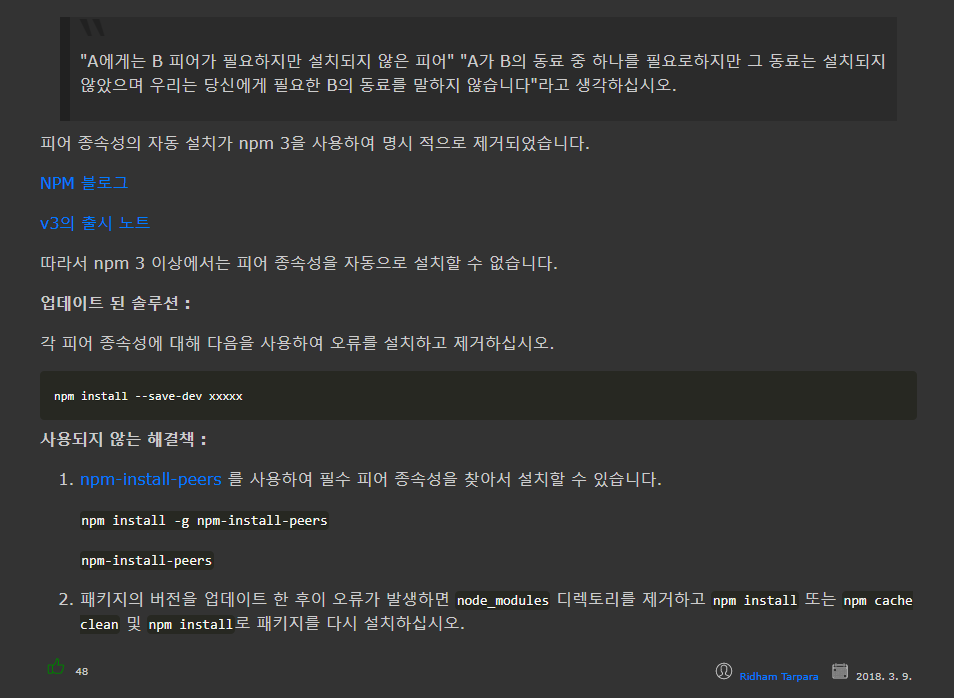 "A에게는 B 피어가 필요하지만 설치되지 않은 피어" "A가 B의 동료 중 하나를 필요로하지만 그 동료는 설치되지
않았으며 우리는 당신에게 필요한 B의 동료를 말하지 않습니다"라고 생각하십시오.
피어 종속성의 자동 설치가 npm 3을 사용하여 명시 적으로 제거되었습니다.
NPM 블로그
v3의 출시 노트
따라서 npm 3 이상에서는 피어 종속성을 자동으로 설치할 수 없습니다.
업데이트 된 솔루션 :
각 피어 종속성에 대해 다음을 사용하여 오류를 설치하고 제거하십시오.
npm install --save-dev xxxxx
사용되지 않는 해결책 :
1. npm-install-peers 를 사용하여 필수 피어 종속성을 찾아서 설치할 수 있습니다.
npm install -g npm-install-peers
npm-install-peers
2. 패키지의 버전을 업데이트 한 후이 오류가 발생하면 node_modules 디렉토리를 제거하고 npm install 또는 npm cache
clean 및 npm install로 패키지를 다시 설치하십시오.
48 Ridham Tarpara 2018. 3. 9.